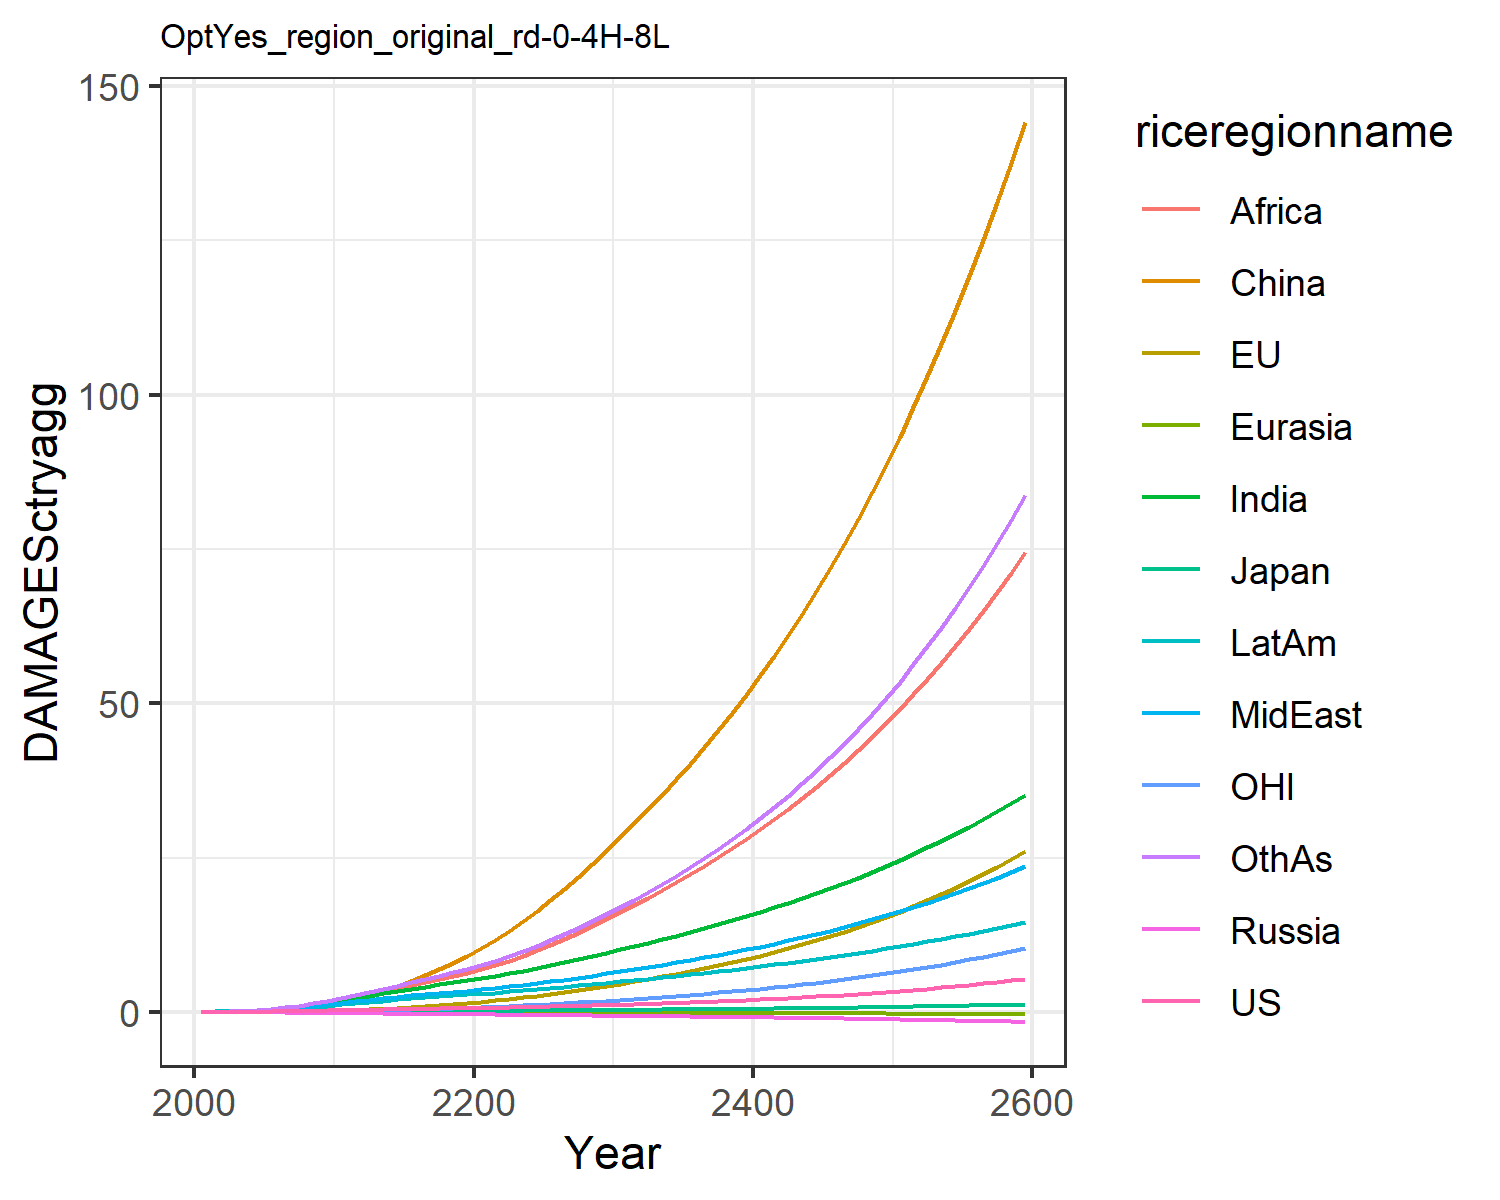 OptYes_region_original_rd-0-4H-8L
150
100
50
0
DAMAGESctryagg
2000
2200
2400
2600
Year
riceregionname
Africa
China
EU
Eurasia
India
Japan
LatAm
MidEast
OHI
OthAs
Russia
US